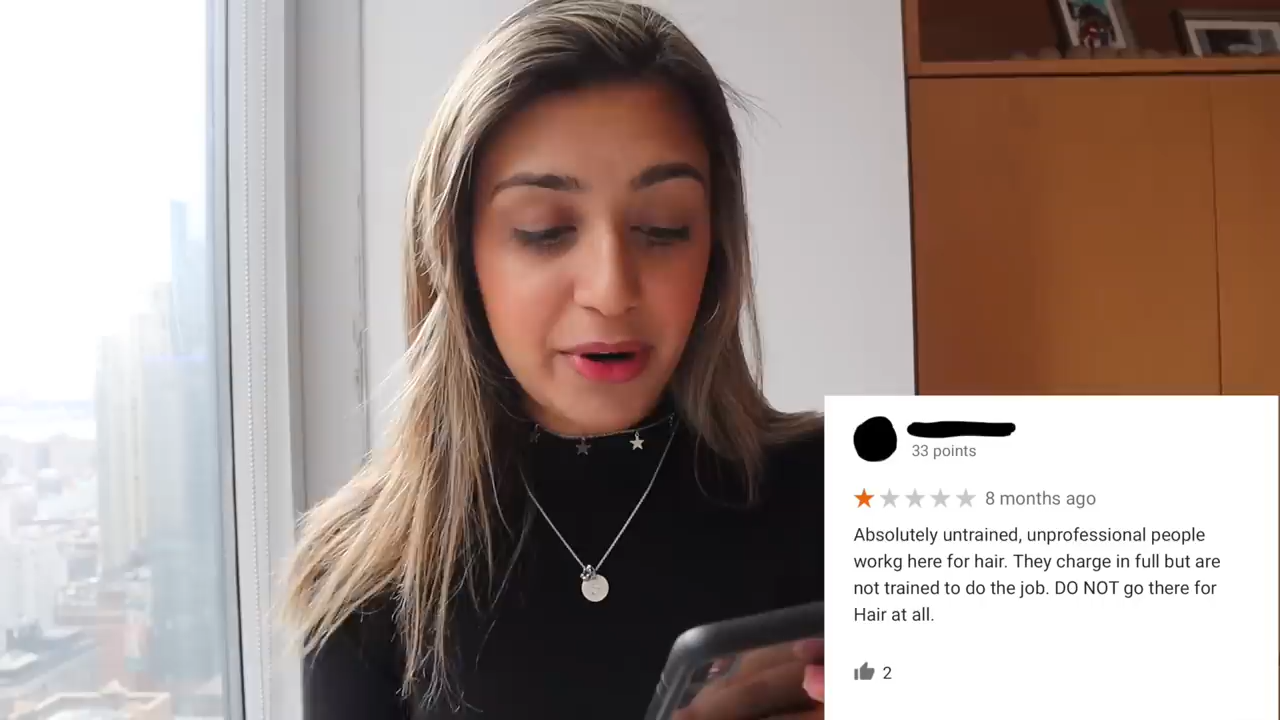 33 points
8 months ago
Absolutely untrained, unprofessional people
workg here for hair. They charge in full but are
not trained to do the job. DO NOT go there for
Hair at all.
2